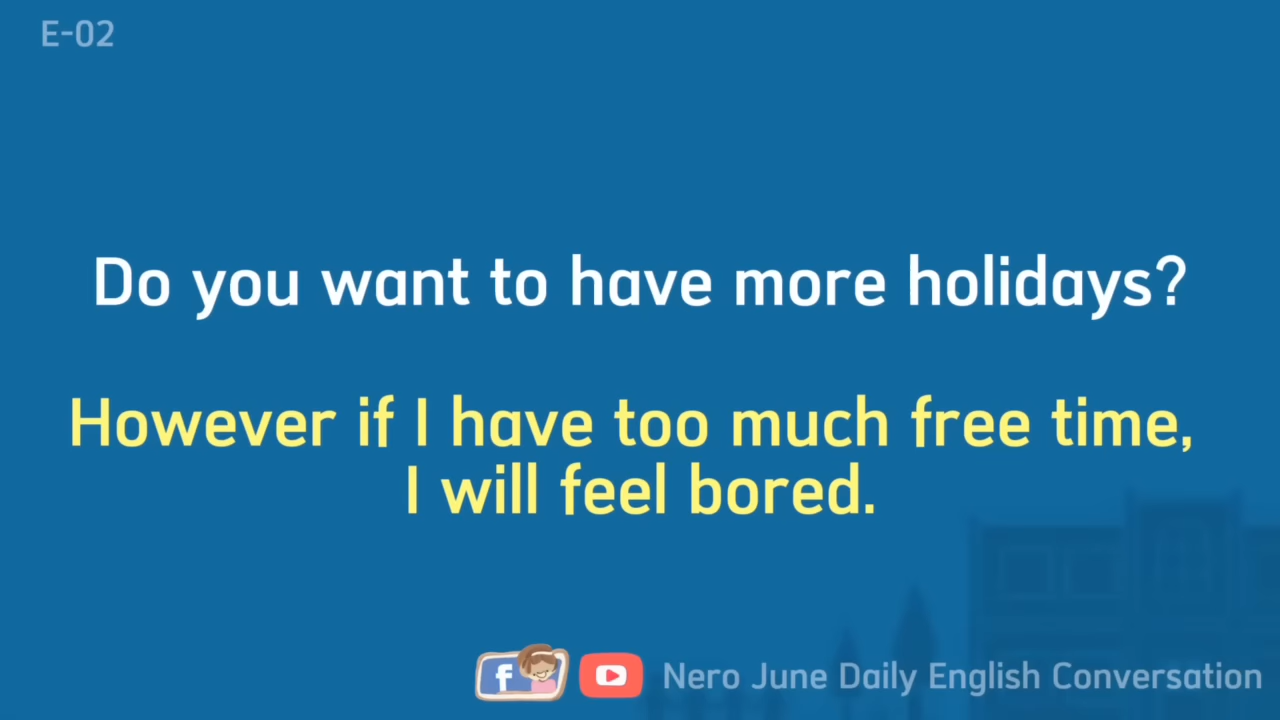 E-02
Do you want to have more holidays?
However if I have too much free time,
I will feel bored.
f
Nero June Daily English Conversation